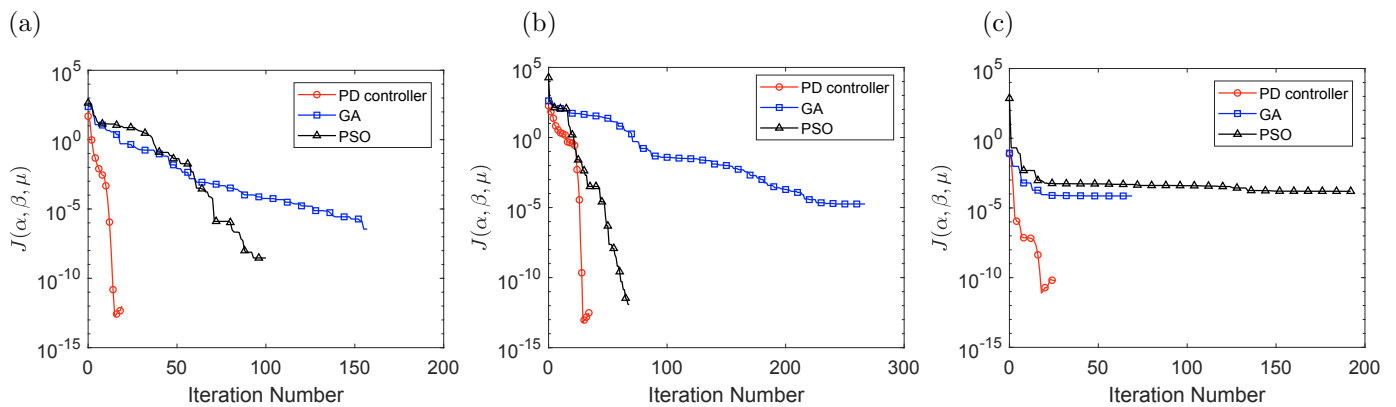 (a)
10^5
10^0
10^-5
10^-10
10^-15
J(α, β, μ)
PD controller
GA
PSO
0 50 100 150 200
Iteration Number
(b)
10^5
10^0
10^-5
10^-10
10^-15
J(α, β, μ)
PD controller
GA
PSO
0 100 200 300
Iteration Number
(c)
10^5
10^0
10^-5
10^-10
10^-15
J(α, β, μ)
PD controller
GA
PSO
0 50 100 150 200
Iteration Number